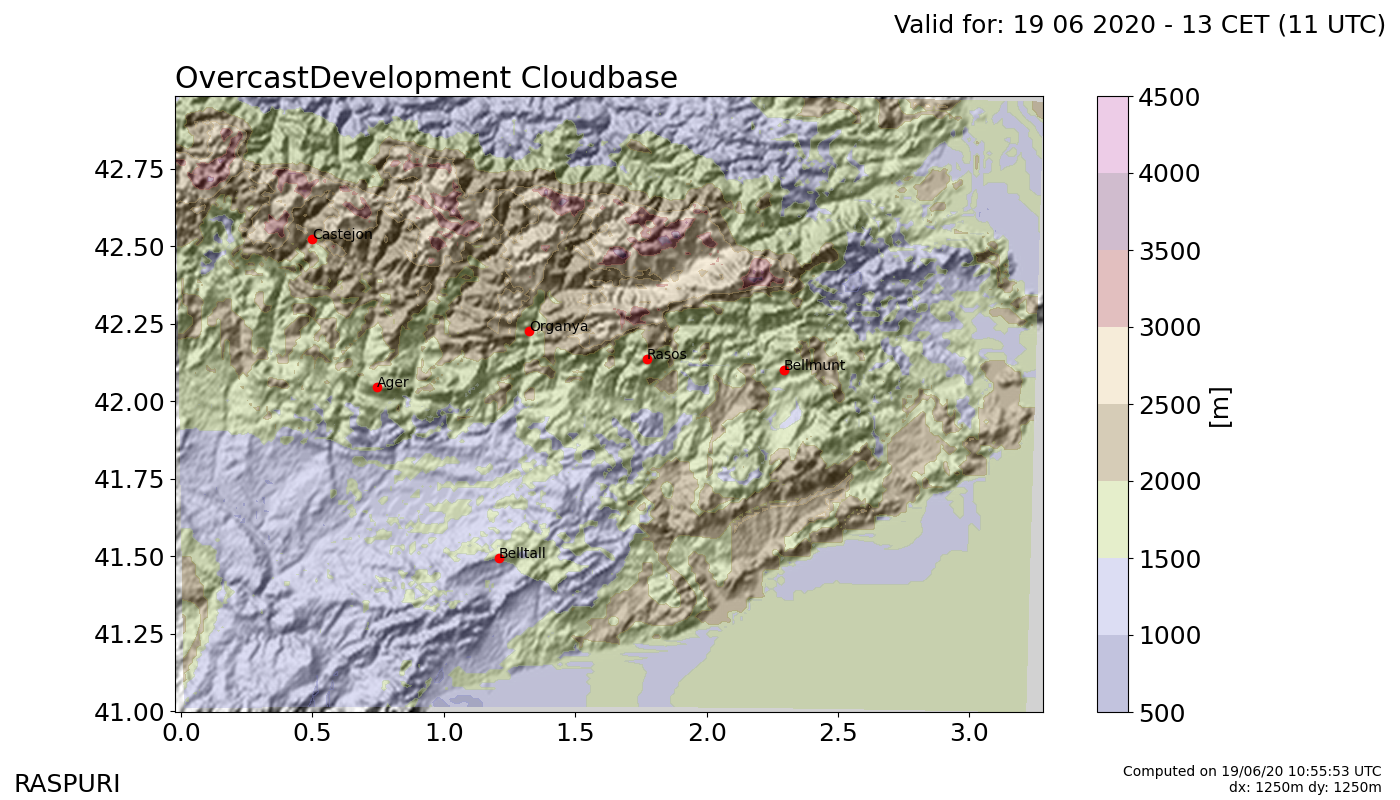 Valid for: 19 06 2020 - 13 CET (11 UTC)
OvercastDevelopment Cloudbase
42.75
42.50
42.25
42.00
41.75
41.50
41.25
41.00
0.0 0.5 1.0 1.5 2.0 2.5 3.0
Castejon
Organya
Rasos
Bellmunt
Ager
Belltall
4500
4000
3500
3000
2500
2000
1500
1000
500
[m]
RASPURI
Computed on 19/06/20 10:55:53 UTC
dx: 1250m dy: 1250m